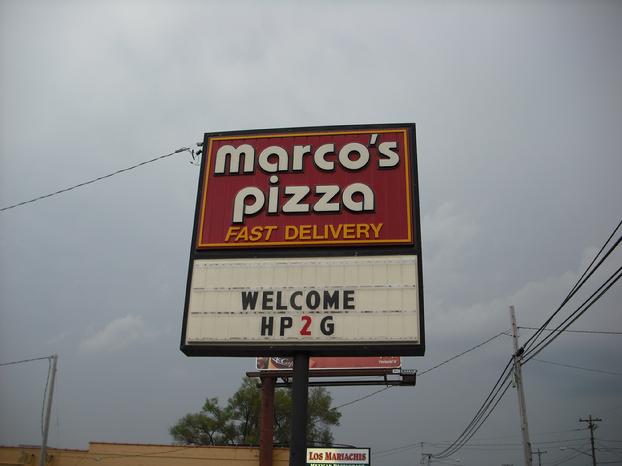 marco's
pizza
FAST DELIVERY
WELCOME
HP2G
LOS MARIACHIS